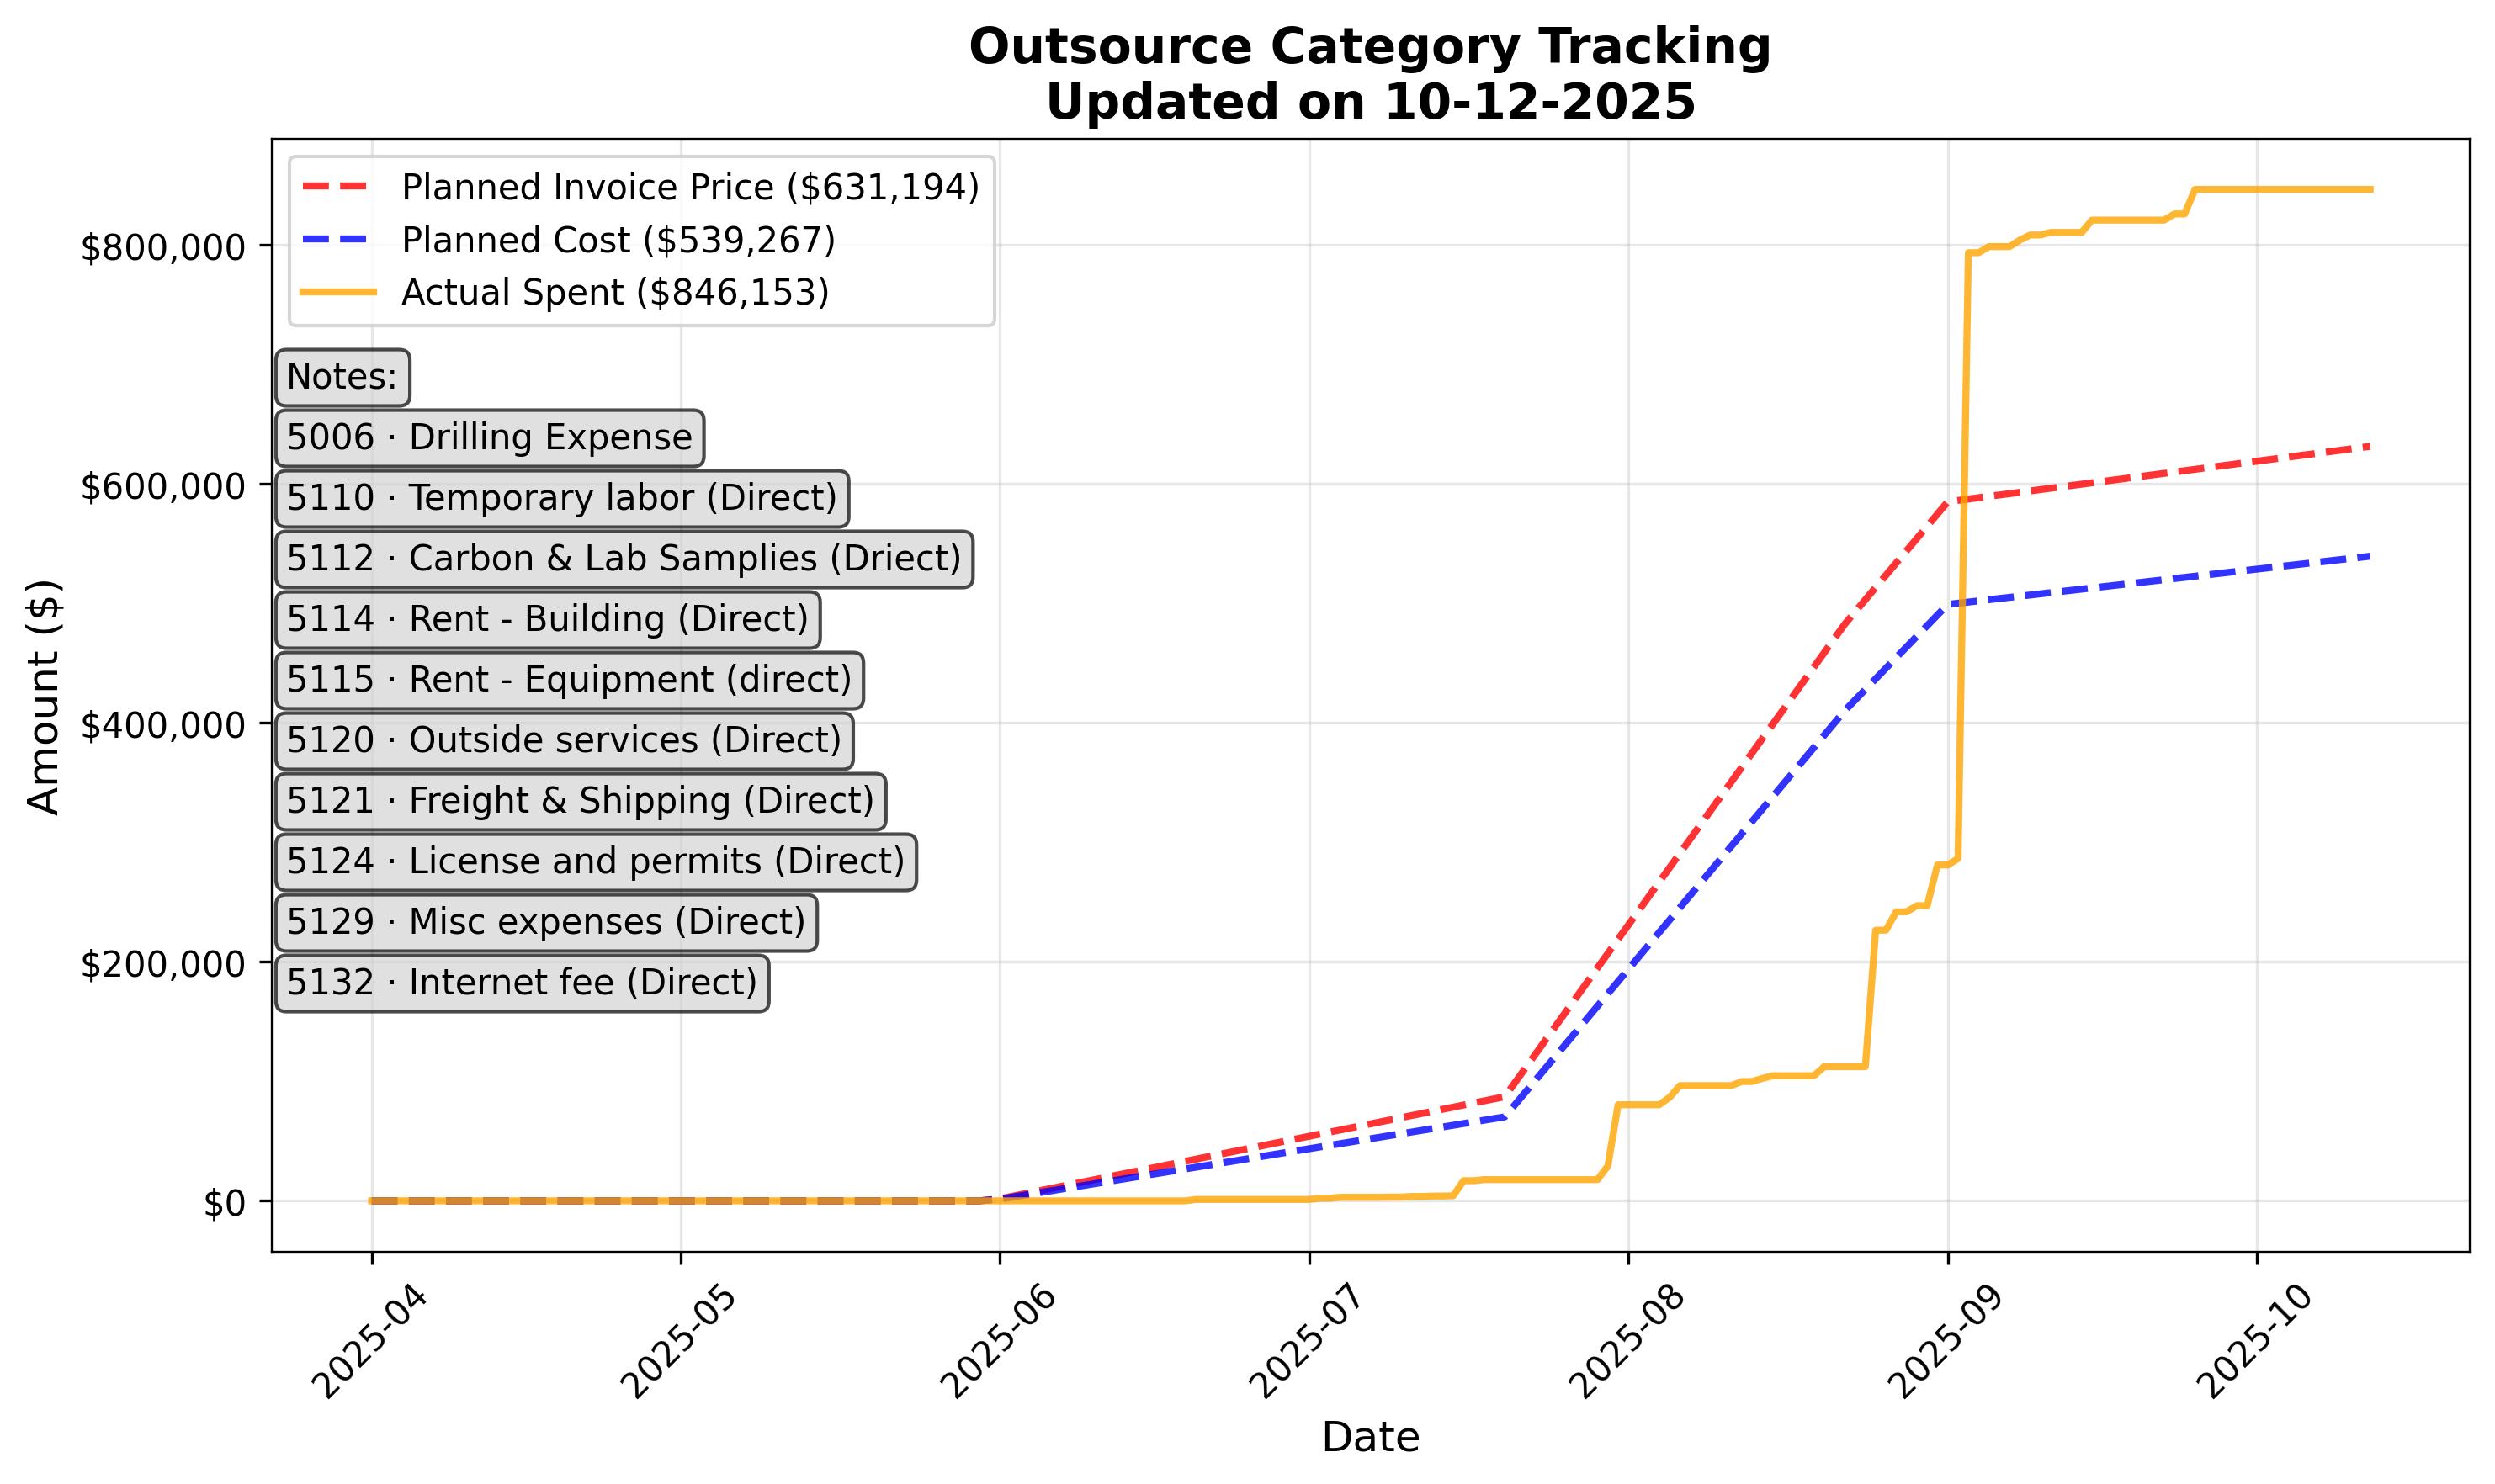 Outsource Category Tracking
Updated on 10-12-2025
Planned Invoice Price ($631,194)
Planned Cost ($539,267)
Actual Spent ($846,153)
Notes:
5006 · Drilling Expense
5110 · Temporary labor (Direct)
5112 · Carbon & Lab Samplies (Driect)
5114 · Rent - Building (Direct)
5115 · Rent - Equipment (direct)
5120 · Outside services (Direct)
5121 · Freight & Shipping (Direct)
5124 · License and permits (Direct)
5129 · Misc expenses (Direct)
5132 · Internet fee (Direct)
Amount ($)
$800,000
$600,000
$400,000
$200,000
$0
2025-04
2025-05
2025-06
2025-07
2025-08
2025-09
2025-10
Date